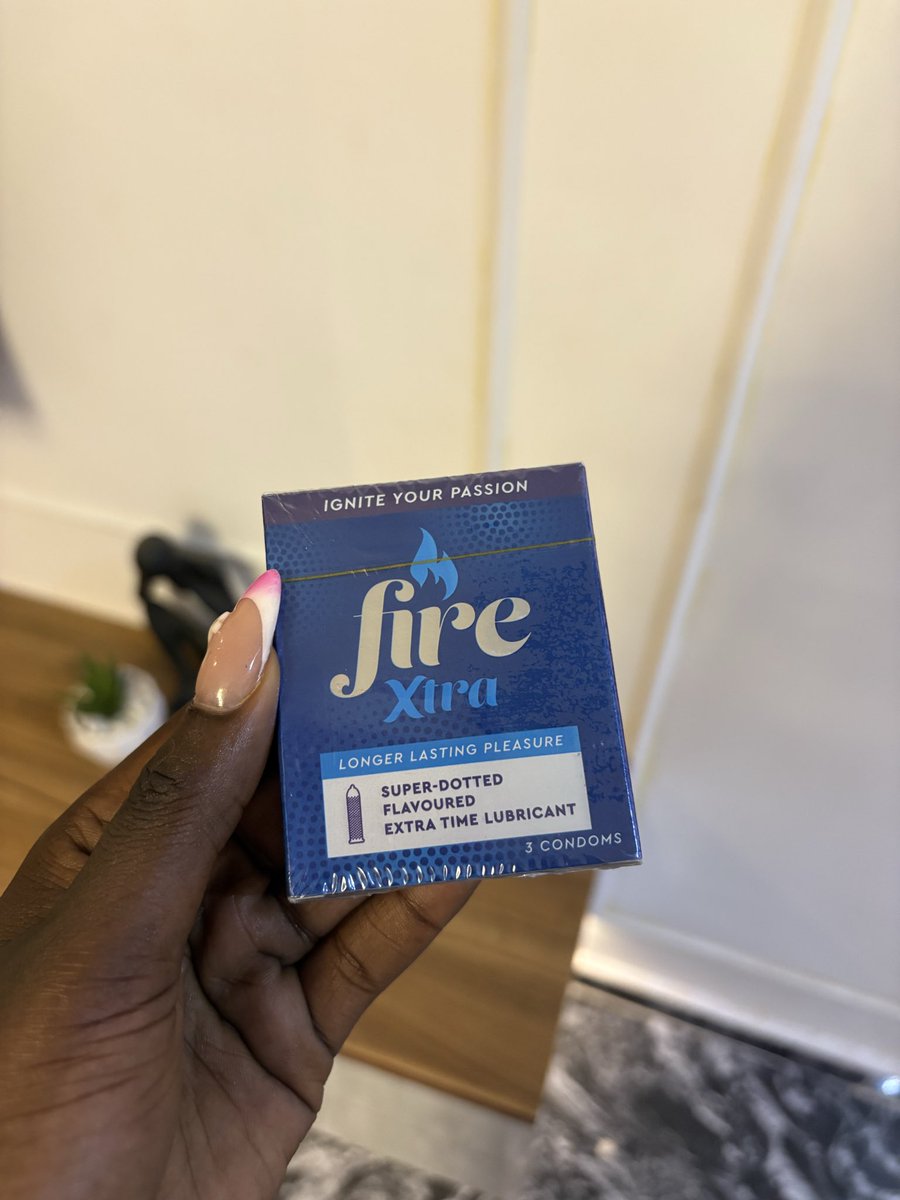 IGNITE YOUR PASSION
fire
Xtra
LONGER LASTING PLEASURE
SUPER-DOTTED
FLAVOURED
EXTRA TIME LUBRICANT
3 CONDOMS